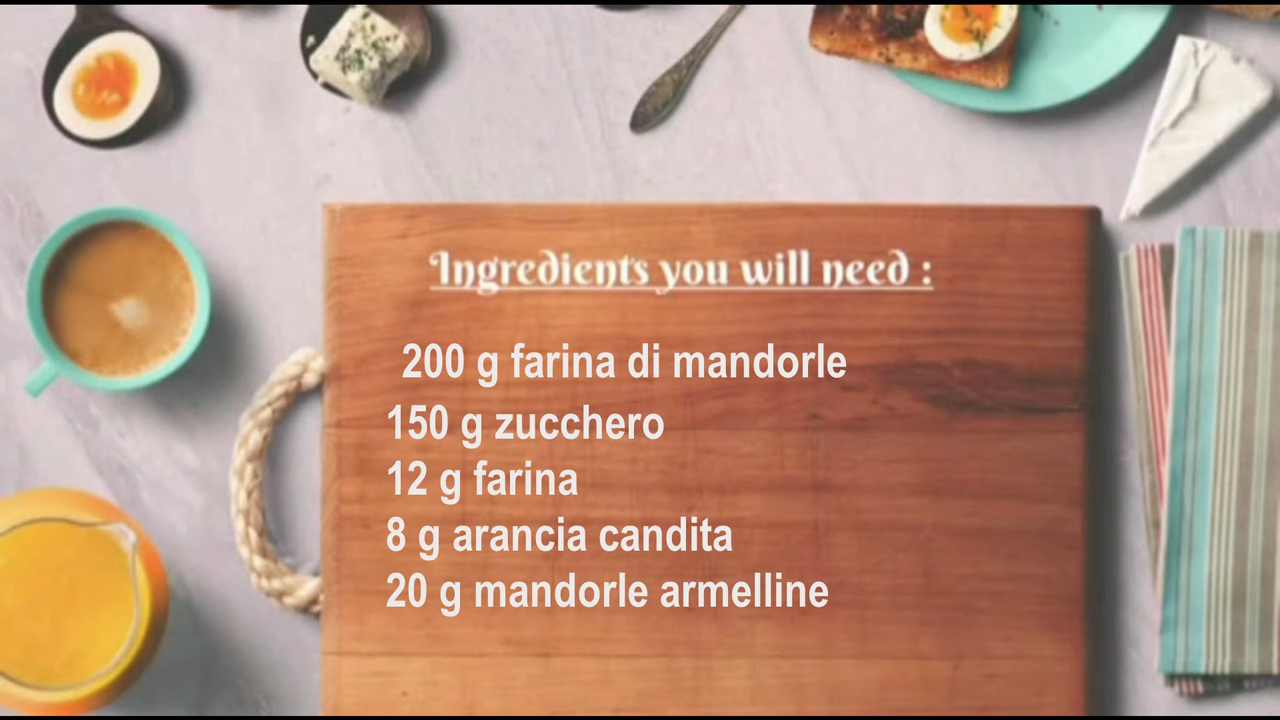 Ingredients you will need :
200 g farina di mandorle
150 g zucchero
12 g farina
8 g arancia candita
20 g mandorle armelline